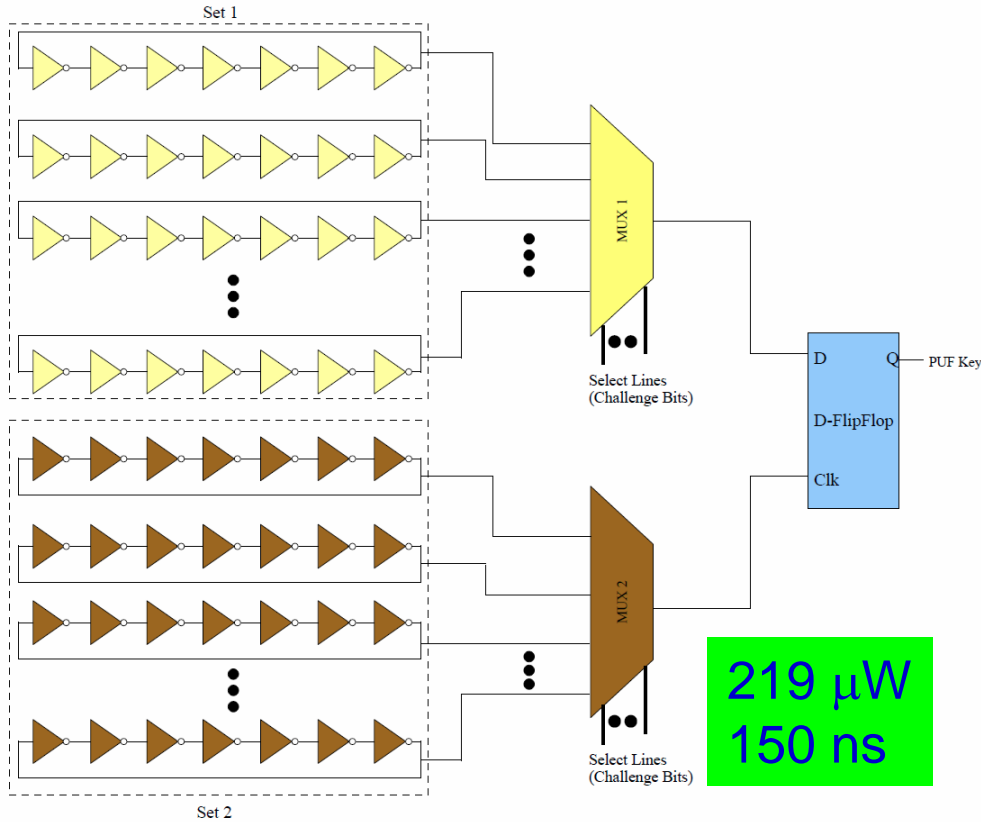 Set 1
MUX 1
Select Lines
(Challenge Bits)
D
Q
PUF Key
D-FlipFlop
Clk
MUX 2
Select Lines
(Challenge Bits)
219 μW
150 ns
Set 2